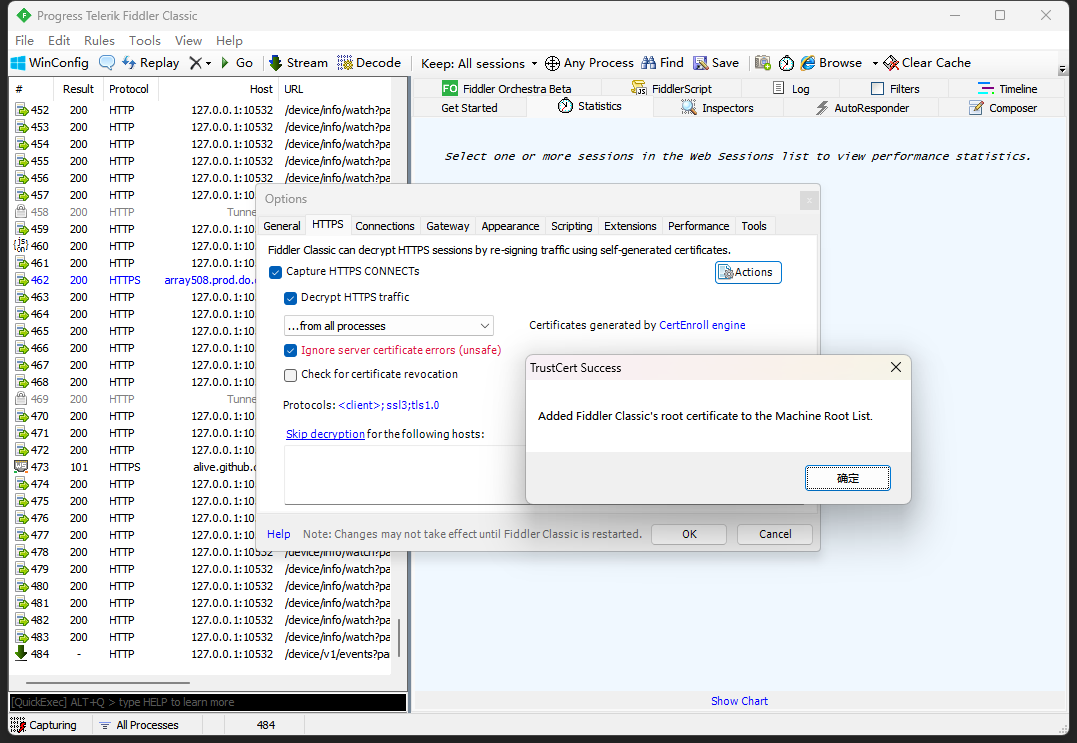 Progress Telerik Fiddler Classic
File Edit Rules Tools View Help
WinConfig Replay Go Stream Decode Keep: All sessions Any Process Find Save Browse Clear Cache
# Result Protocol Host URL
FO Fiddler Orchestra Beta FiddlerScript Log Filters Timeline
Get Started Statistics Inspectors AutoResponder Composer
Select one or more sessions in the Web Sessions list to view performance statistics.
452 200 HTTP 127.0.0.1:10532 /device/info/watch?pa
453 200 HTTP 127.0.0.1:10532 /device/info/watch?pa
454 200 HTTP 127.0.0.1:10532 /device/info/watch?pa
455 200 HTTP 127.0.0.1:10532 /device/info/watch?pa
456 200 HTTP 127.0.0.1:10532 /device/info/watch?pa
457 200 HTTP 127.0.0.1:10
458 200 HTTP Tunne
459 200 HTTP 127.0.0.1:10
460 200 HTTP 127.0.0.1:10
461 200 HTTP 127.0.0.1:10
462 200 HTTPS array508.prod.do.
463 200 HTTP 127.0.0.1:10
464 200 HTTP 127.0.0.1:10
465 200 HTTP 127.0.0.1:10
466 200 HTTP 127.0.0.1:10
467 200 HTTP 127.0.0.1:10
468 200 HTTP 127.0.0.1:10
469 200 HTTP Tunne
470 200 HTTP 127.0.0.1:10
471 200 HTTP 127.0.0.1:10
472 200 HTTP 127.0.0.1:10
473 101 HTTPS alive.github.c
474 200 HTTP 127.0.0.1:10
475 200 HTTP 127.0.0.1:10
476 200 HTTP 127.0.0.1:10
477 200 HTTP 127.0.0.1:10
478 200 HTTP 127.0.0.1:10532 /device/info/watch?pa
479 200 HTTP 127.0.0.1:10532 /device/info/watch?pa
480 200 HTTP 127.0.0.1:10532 /device/info/watch?pa
481 200 HTTP 127.0.0.1:10532 /device/info/watch?pa
482 200 HTTP 127.0.0.1:10532 /device/info/watch?pa
483 200 HTTP 127.0.0.1:10532 /device/info/watch?pa
484 - HTTP 127.0.0.1:10532 /device/v1/events?pa
Options
General HTTPS Connections Gateway Appearance Scripting Extensions Performance Tools
Fiddler Classic can decrypt HTTPS sessions by re-signing traffic using self-generated certificates.
Capture HTTPS CONNECTs
Actions
Decrypt HTTPS traffic
...from all processes
Certificates generated by CertEnroll engine
Ignore server certificate errors (unsafe)
Check for certificate revocation
Protocols: <client>;ssl3;tls1.0
Skip decryption for the following hosts:
Help Note: Changes may not take effect until Fiddler Classic is restarted. OK Cancel
TrustCert Success
Added Fiddler Classic's root certificate to the Machine Root List.
确定
Show Chart
[QuickExec] ALT+Q > type HELP to learn more
Capturing All Processes 484